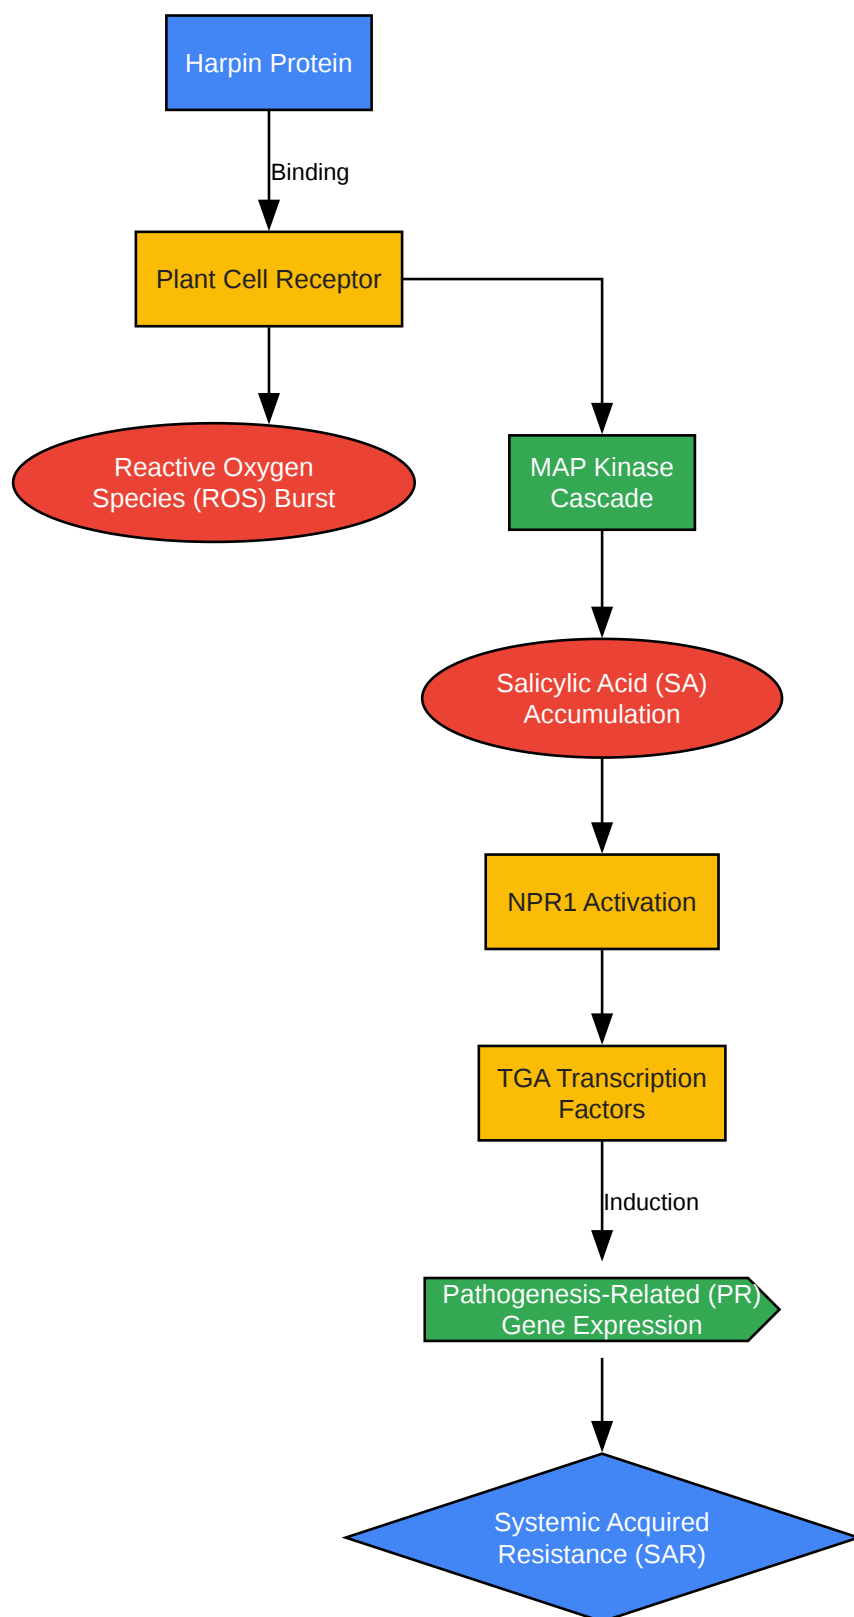 Harpin Protein
Binding
Plant Cell Receptor
Reactive Oxygen
Species (ROS) Burst
MAP Kinase
Cascade
Salicylic Acid (SA)
Accumulation
NPR1 Activation
TGA Transcription
Factors
Induction
Pathogenesis-Related (PR)
Gene Expression
Systemic Acquired
Resistance (SAR)